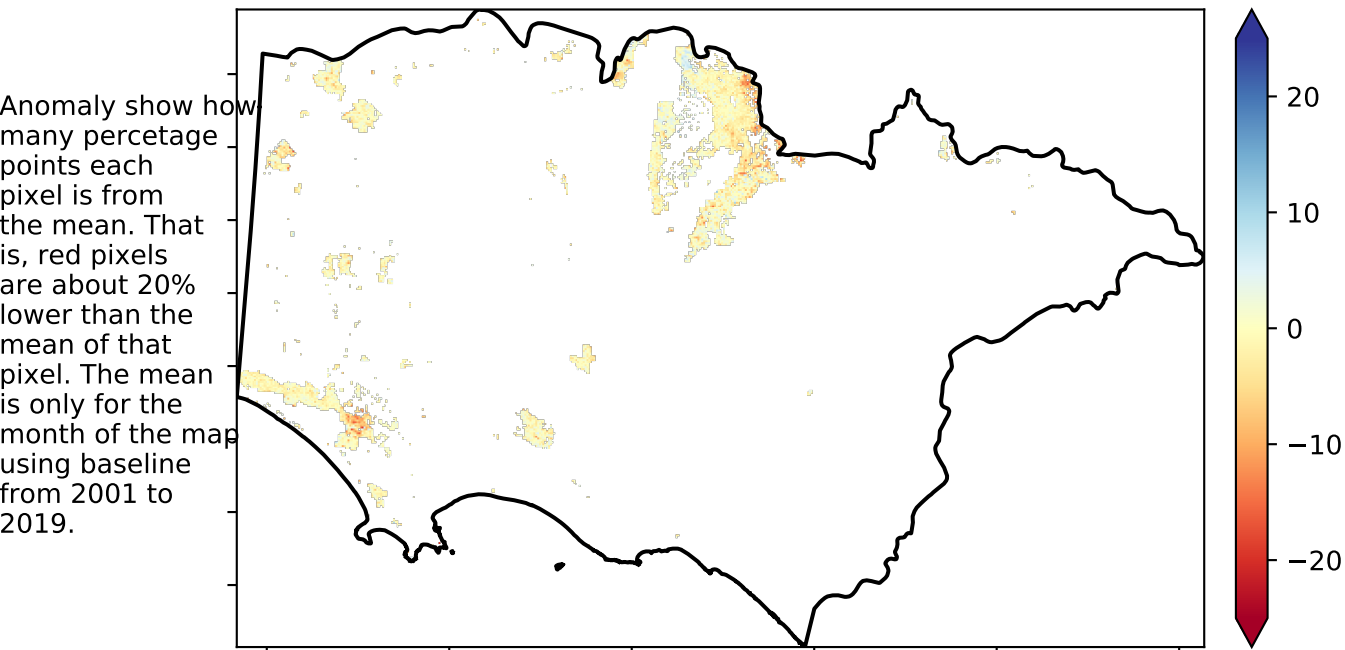 Anomaly show how
many percetage
points each
pixel is from
the mean. That
is, red pixels
are about 20%
lower than the
mean of that
pixel. The mean
is only for the
month of the map
using baseline
from 2001 to
2019.
20
10
0
−10
−20